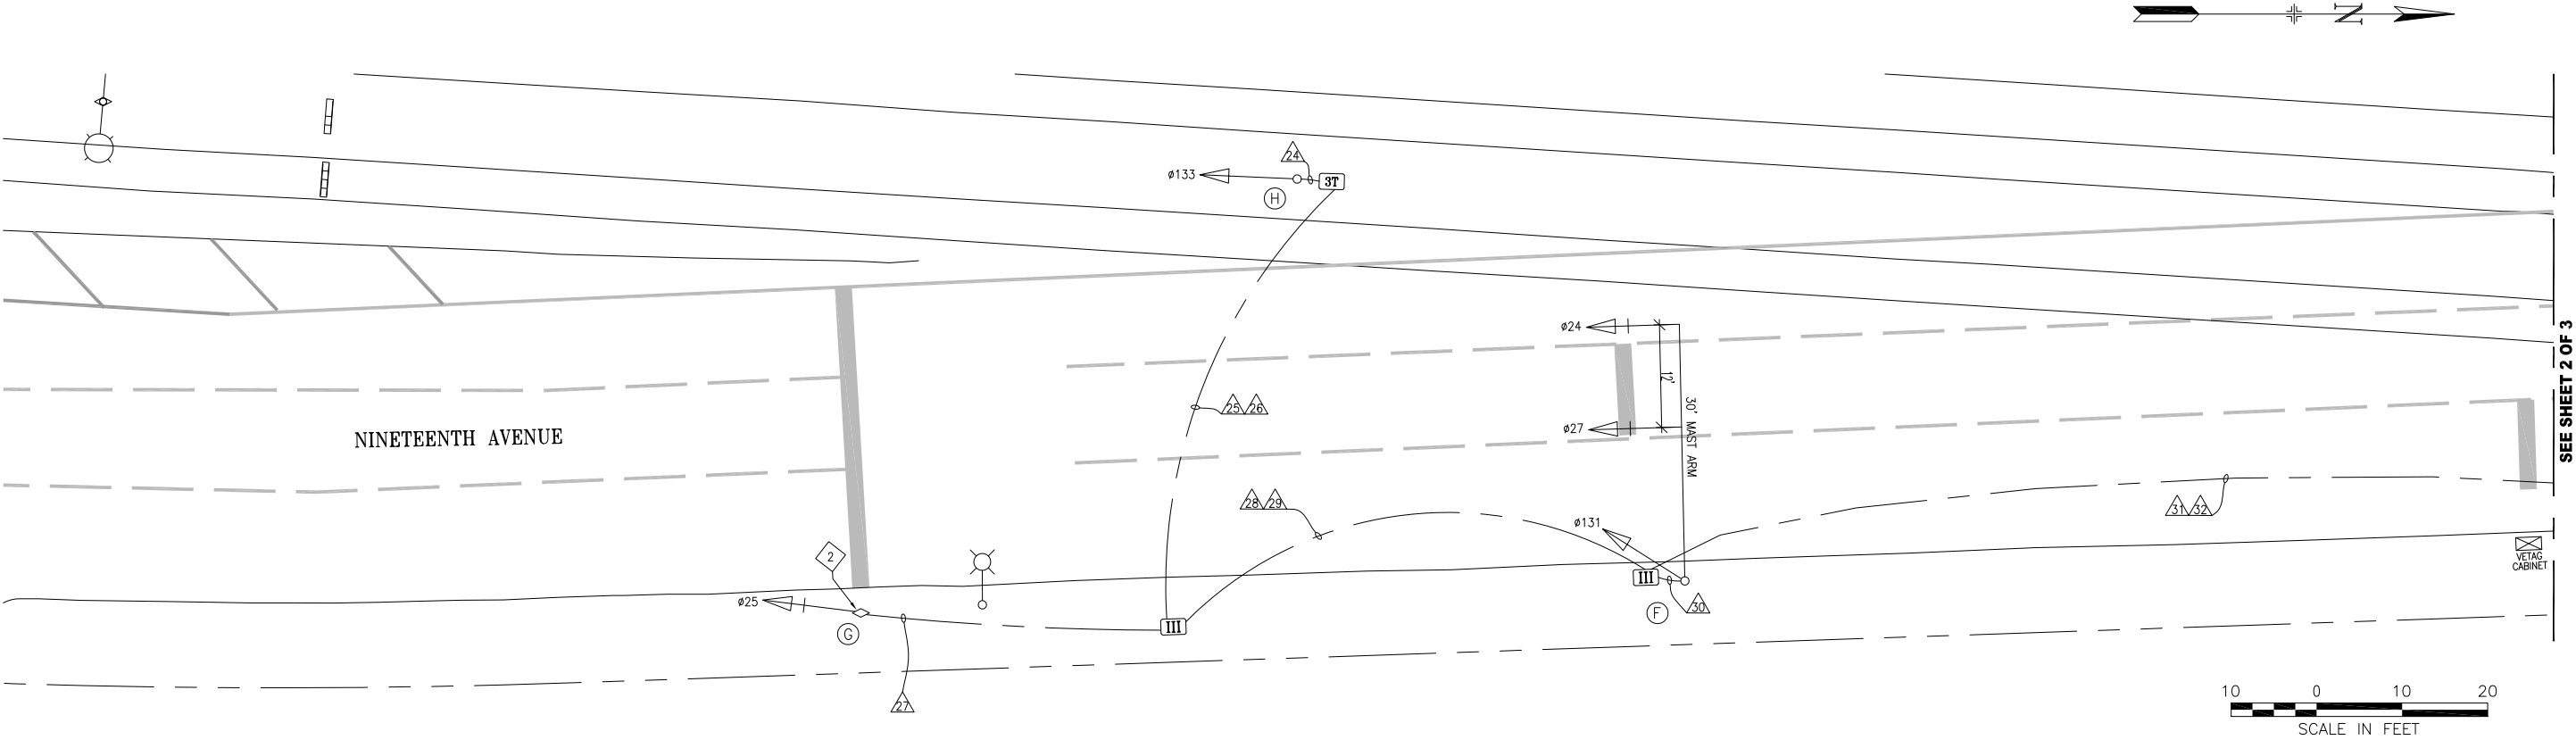 N
24
ø133
3T
H
SEE SHEET 2 OF 3
ø24
12'
30' MAST ARM
25 26
ø27
NINETEENTH AVENUE
28 29
31 32
ø131
2
VETAG
CABINET
III
ø25
30
F
G
III
27
10 0 10 20
SCALE IN FEET